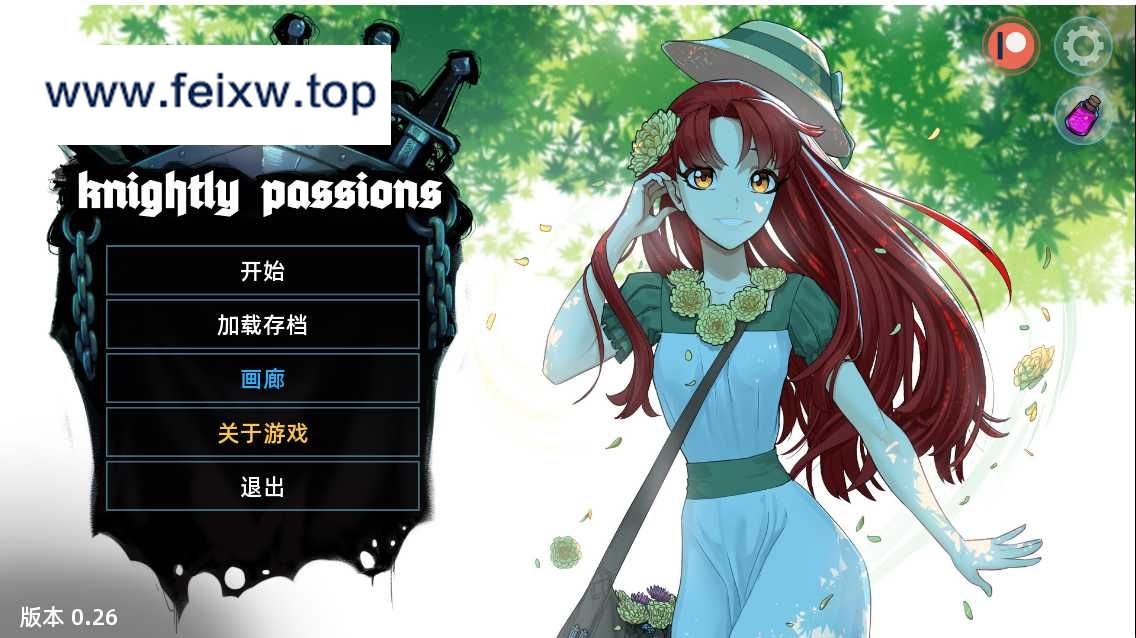 www.feixw.top
knightly passions
开始
加载存档
画廊
关于游戏
退出
版本 0.26